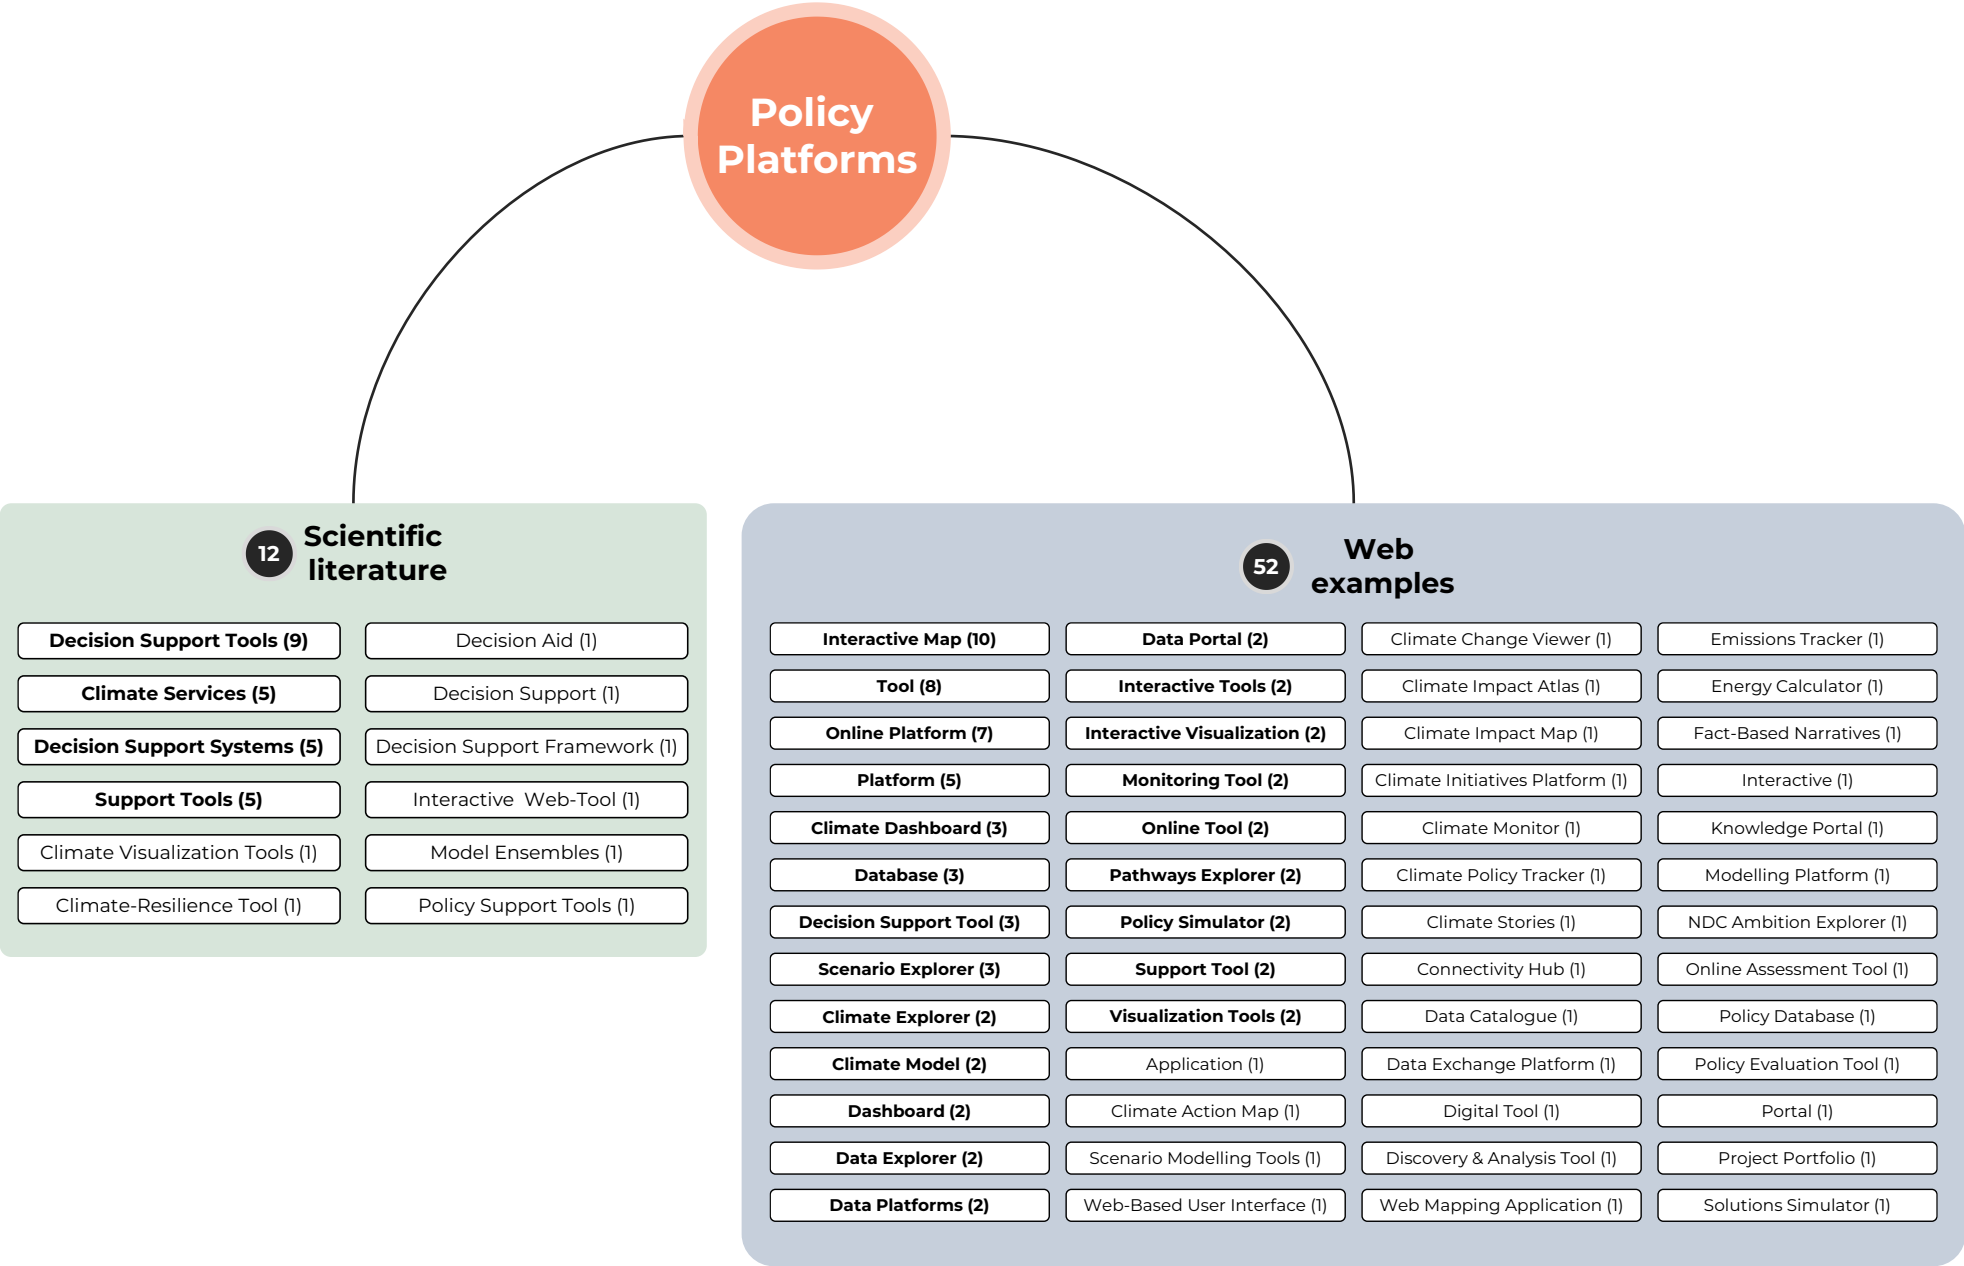 Policy
Platforms
12
Scientific
literature
Decision Support Tools (9)
Decision Aid (1)
Climate Services (5)
Decision Support (1)
Decision Support Systems (5)
Decision Support Framework (1)
Support Tools (5)
Interactive Web-Tool (1)
Climate Visualization Tools (1)
Model Ensembles (1)
Climate-Resilience Tool (1)
Policy Support Tools (1)
52
Web
examples
Interactive Map (10)
Data Portal (2)
Climate Change Viewer (1)
Emissions Tracker (1)
Tool (8)
Interactive Tools (2)
Climate Impact Atlas (1)
Energy Calculator (1)
Online Platform (7)
Interactive Visualization (2)
Climate Impact Map (1)
Fact-Based Narratives (1)
Platform (5)
Monitoring Tool (2)
Climate Initiatives Platform (1)
Interactive (1)
Climate Dashboard (3)
Online Tool (2)
Climate Monitor (1)
Knowledge Portal (1)
Database (3)
Pathways Explorer (2)
Climate Policy Tracker (1)
Modelling Platform (1)
Decision Support Tool (3)
Policy Simulator (2)
Climate Stories (1)
NDC Ambition Explorer (1)
Scenario Explorer (3)
Support Tool (2)
Connectivity Hub (1)
Online Assessment Tool (1)
Climate Explorer (2)
Visualization Tools (2)
Data Catalogue (1)
Policy Database (1)
Climate Model (2)
Application (1)
Data Exchange Platform (1)
Policy Evaluation Tool (1)
Dashboard (2)
Climate Action Map (1)
Digital Tool (1)
Portal (1)
Data Explorer (2)
Scenario Modelling Tools (1)
Discovery & Analysis Tool (1)
Project Portfolio (1)
Data Platforms (2)
Web-Based User Interface (1)
Web Mapping Application (1)
Solutions Simulator (1)